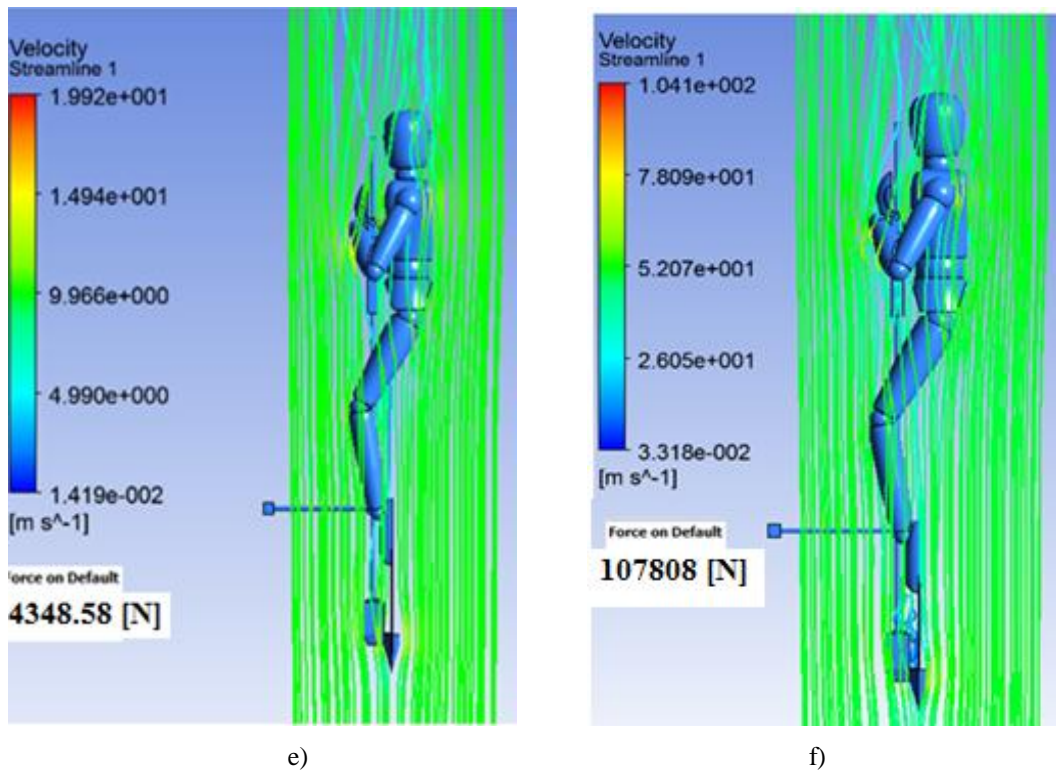 Velocity
Streamline 1
1.992e+001
1.494e+001
9.966e+000
4.990e+000
1.419e-002
[m s^-1]
orce on Default
4348.58 [N]
e)
Velocity
Streamline 1
1.041e+002
7.809e+001
5.207e+001
2.605e+001
3.318e-002
[m s^-1]
Force on Default
107808 [N]
f)